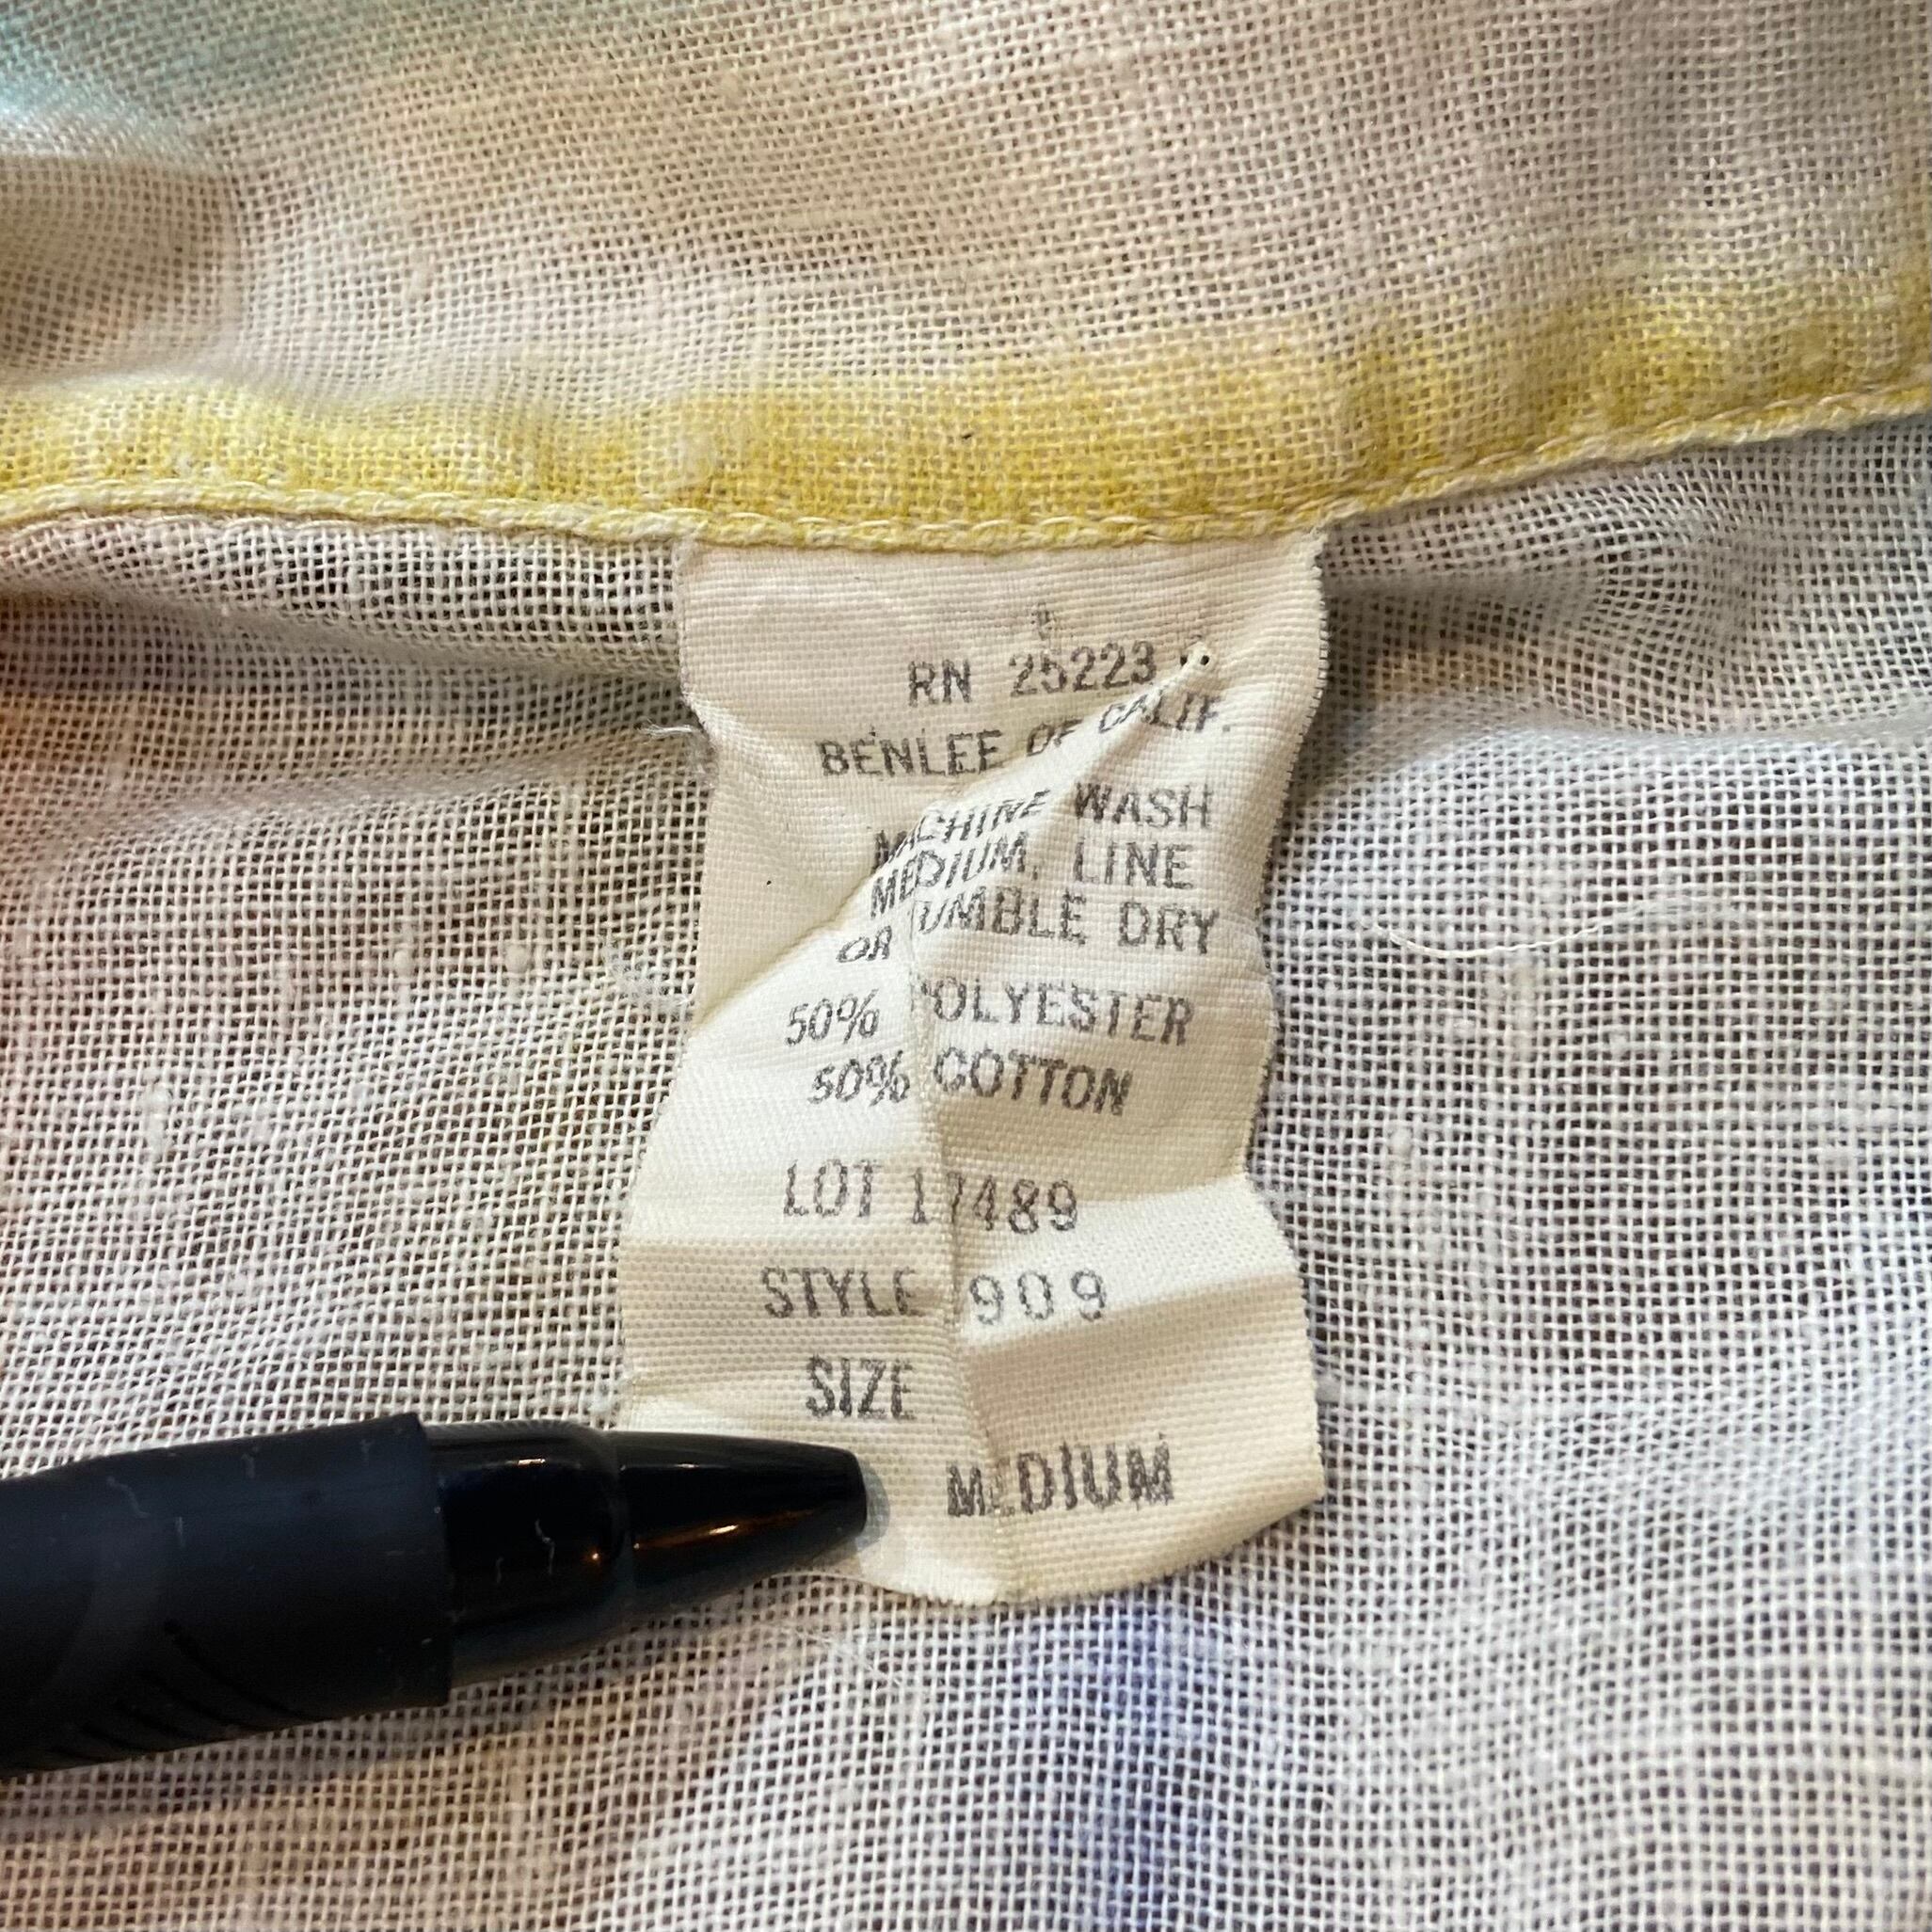 RN 25223
BENLEE OF CALIF.
MACHINE WASH
MEDIUM, LINE
OR TUMBLE DRY
50% POLYESTER
50% COTTON
LOT 17489
STYLE 909
SIZE
MEDIUM